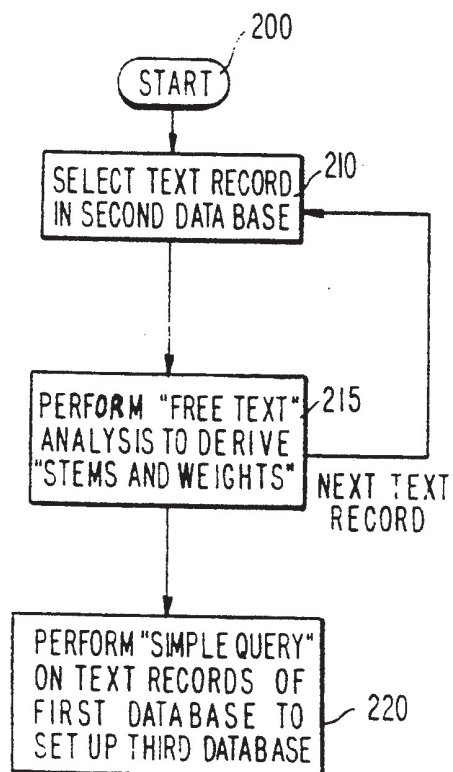 200
START
210
SELECT TEXT RECORD
IN SECOND DATA BASE
215
PERFORM "FREE TEXT"
ANALYSIS TO DERIVE
"STEMS AND WEIGHTS"
NEXT TEXT
RECORD
PERFORM "SIMPLE QUERY"
ON TEXT RECORDS OF
FIRST DATABASE TO
SET UP THIRD DATABASE
220